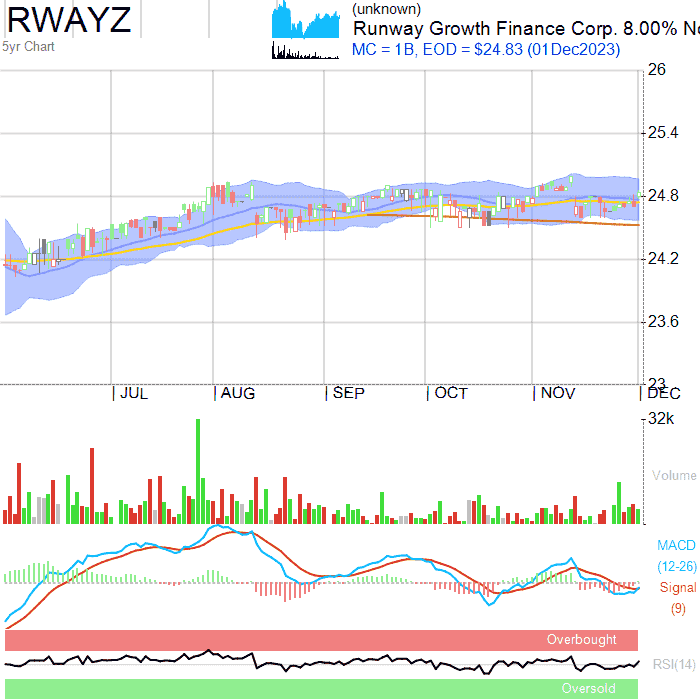 RWAYZ
5yr Chart
(unknown)
Runway Growth Finance Corp. 8.00% No
MC = 1B, EOD = $24.83 (01Dec2023)
26
25.4
24.8
24.2
23.6
23
JUL AUG SEP OCT NOV DEC
32k
Volume
MACD
(12-26)
Signal
(9)
Overbought
RSI(14)
Oversold